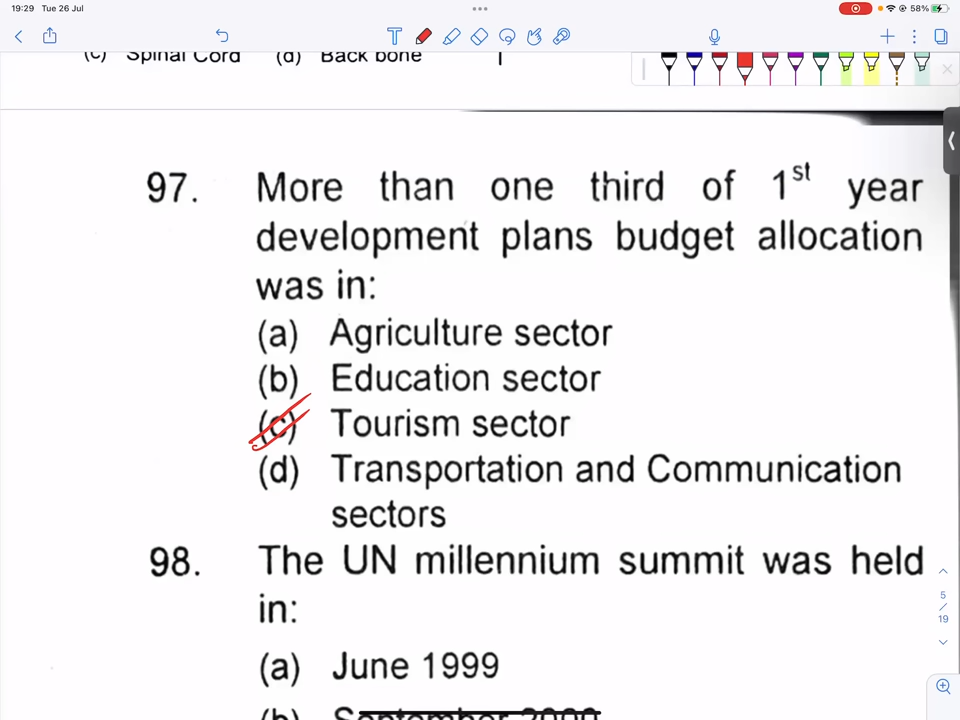 19:29 Tue 26 Jul
58%
(c) Spinal Cord (d) Back bone
97. More than one third of 1st year
development plans budget allocation
was in:
(a) Agriculture sector
(b) Education sector
(c) Tourism sector
(d) Transportation and Communication
sectors
98. The UN millennium summit was held
in:
(a) June 1999
(b) September 2000
5
/
19